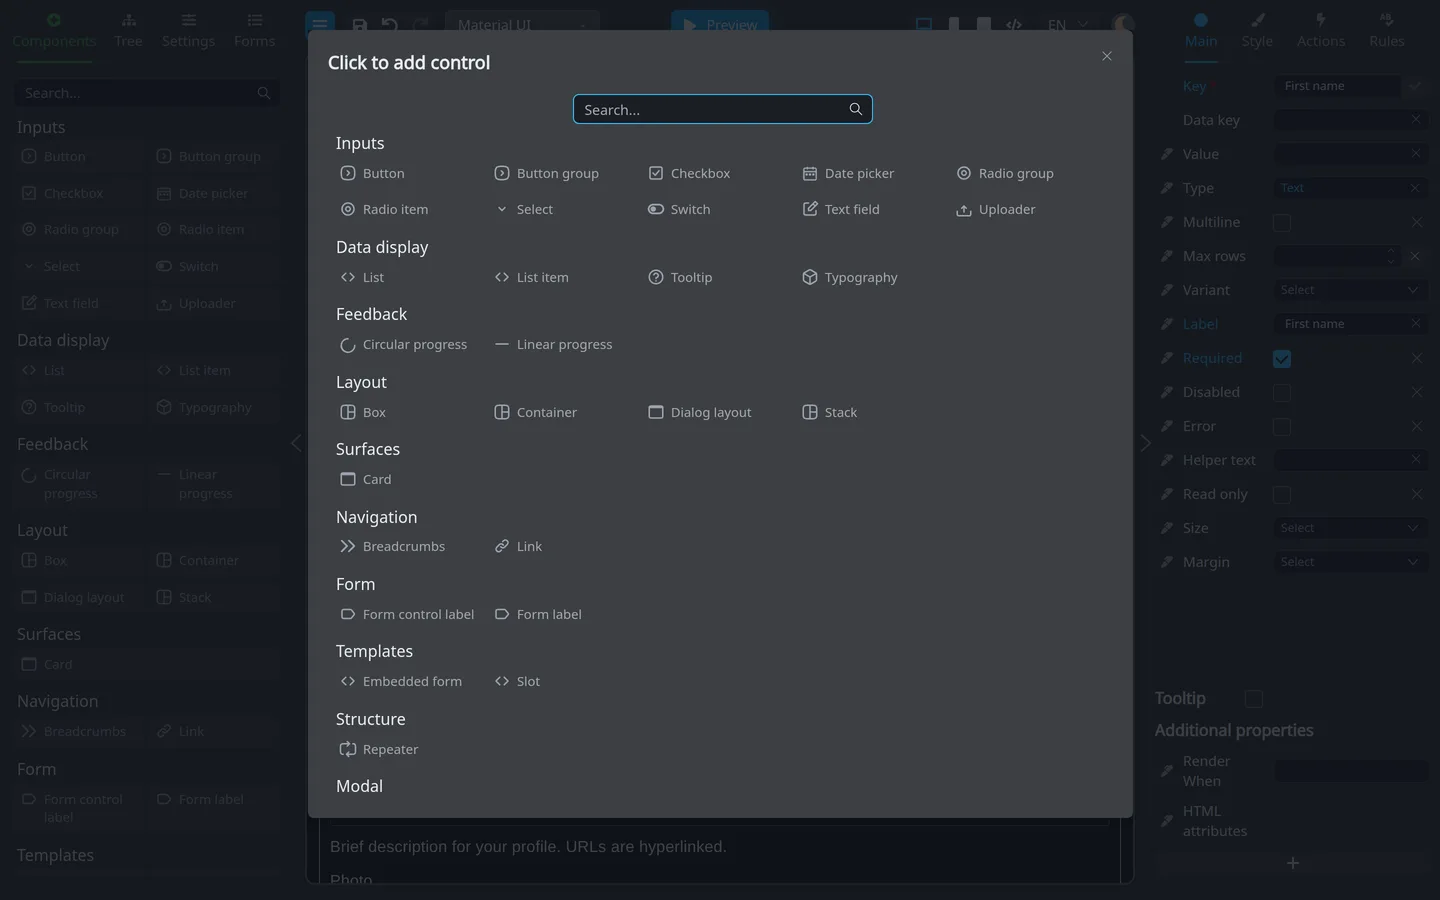 Components
Tree
Settings
Forms
Material UI
Preview
EN
Main
Style
Actions
Rules
Search...
Inputs
Button
Button group
Checkbox
Date picker
Radio group
Radio item
Select
Switch
Text field
Uploader
Data display
List
List item
Tooltip
Typography
Feedback
Circular progress
Linear progress
Layout
Box
Container
Dialog layout
Stack
Surfaces
Card
Navigation
Breadcrumbs
Link
Form
Form control label
Form label
Templates
Click to add control
Search...
Inputs
Button
Button group
Checkbox
Date picker
Radio group
Radio item
Select
Switch
Text field
Uploader
Data display
List
List item
Tooltip
Typography
Feedback
Circular progress
Linear progress
Layout
Box
Container
Dialog layout
Stack
Surfaces
Card
Navigation
Breadcrumbs
Link
Form
Form control label
Form label
Templates
Embedded form
Slot
Structure
Repeater
Modal
Brief description for your profile. URLs are hyperlinked.
Photo
Key First name
Data key
Value
Type Text
Multiline
Max rows
Variant Select
Label First name
Required
Disabled
Error
Helper text
Read only
Size Select
Margin Select
Tooltip
Additional properties
Render When
HTML attributes